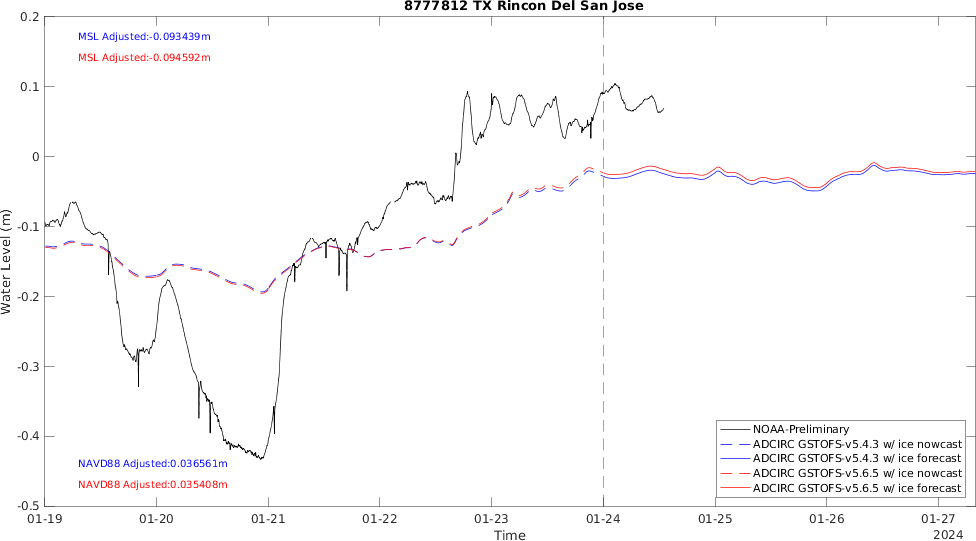 8777812 TX Rincon Del San Jose
MSL Adjusted:-0.093439m
MSL Adjusted:-0.094592m
0.2
0.1
0
-0.1
-0.2
-0.3
-0.4
-0.5
Water Level (m)
NAVD88 Adjusted:0.036561m
NAVD88 Adjusted:0.035408m
NOAA-Preliminary
ADCIRC GSTOFS-v5.4.3 w/ ice nowcast
ADCIRC GSTOFS-v5.4.3 w/ ice forecast
ADCIRC GSTOFS-v5.6.5 w/ ice nowcast
ADCIRC GSTOFS-v5.6.5 w/ ice forecast
01-19 01-20 01-21 01-22 01-23 01-24 01-25 01-26 01-27
Time
2024